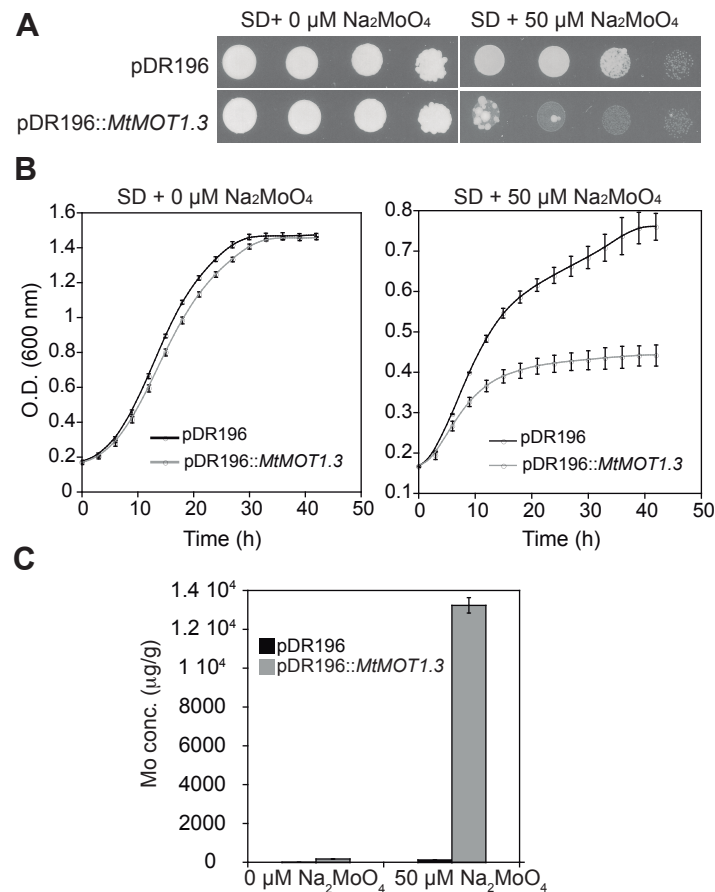 A
SD+ 0 µM Na₂MoO₄
SD + 50 µM Na₂MoO₄
pDR196
pDR196::MtMOT1.3
B
SD + 0 µM Na₂MoO₄
SD + 50 µM Na₂MoO₄
O.D. (600 nm)
1.6
1.4
1.2
1
0.8
0.6
0.4
0.2
0
pDR196
pDR196::MtMOT1.3
0 10 20 30 40 50
Time (h)
0.8
0.7
0.6
0.5
0.4
0.3
0.2
0.1
pDR196
pDR196::MtMOT1.3
0 10 20 30 40 50
Time (h)
C
Mo conc. (µg/g)
1.4 10⁴
1.2 10⁴
1 10⁴
8000
6000
4000
2000
0
pDR196
pDR196::MtMOT1.3
0 µM Na₂MoO₄
50 µM Na₂MoO₄